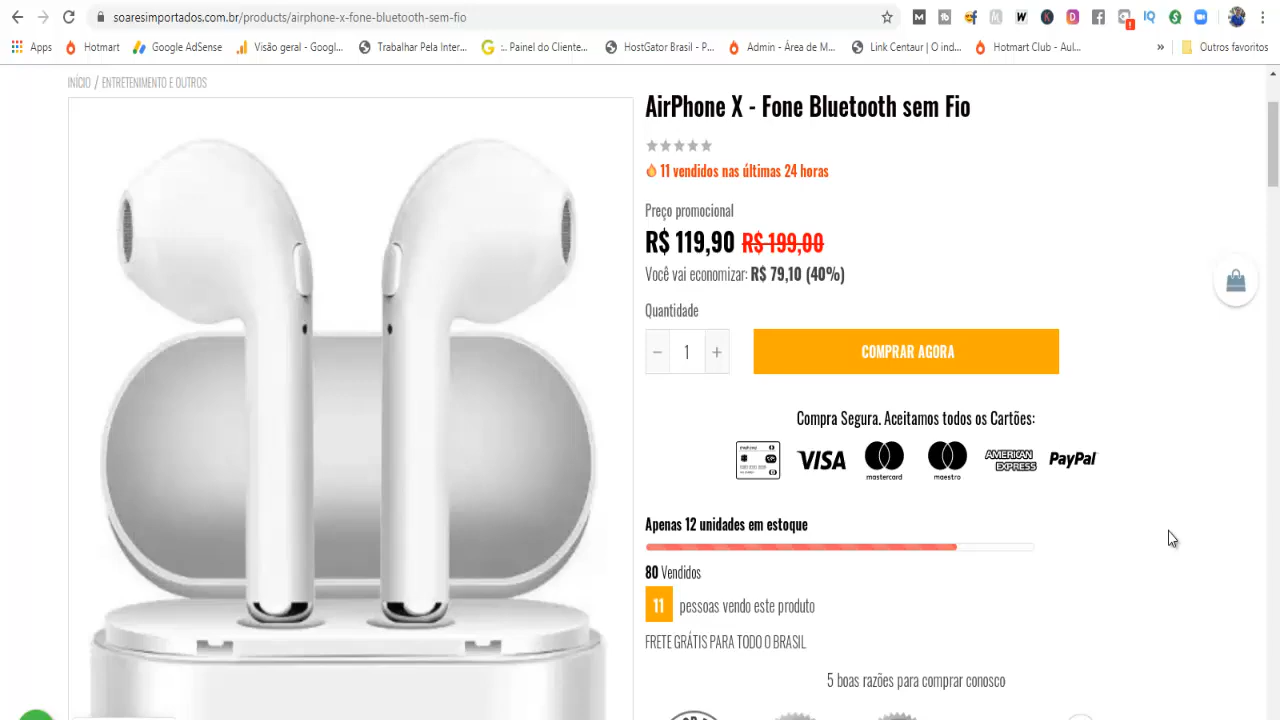 soaresimportados.com.br/products/airphone-x-fone-bluetooth-sem-fio
Apps Hotmart Google AdSense Visão geral - Googl... Trabalhar Pela Inter... :.. Painel do Cliente... HostGator Brasil - P... Admin - Área de M... Link Centaur | O ind... Hotmart Club - Aul... » Outros favoritos
INÍCIO / ENTRETENIMENTO E OUTROS
AirPhone X - Fone Bluetooth sem Fio
11 vendidos nas últimas 24 horas
Preço promocional
R$ 119,90 R$ 199,00
Você vai economizar: R$ 79,10 (40%)
Quantidade
− 1 + COMPRAR AGORA
Compra Segura. Aceitamos todos os Cartões:
VISA mastercard maestro AMERICAN EXPRESS PayPal
Apenas 12 unidades em estoque
80 Vendidos
11 pessoas vendo este produto
FRETE GRÁTIS PARA TODO O BRASIL
5 boas razões para comprar conosco